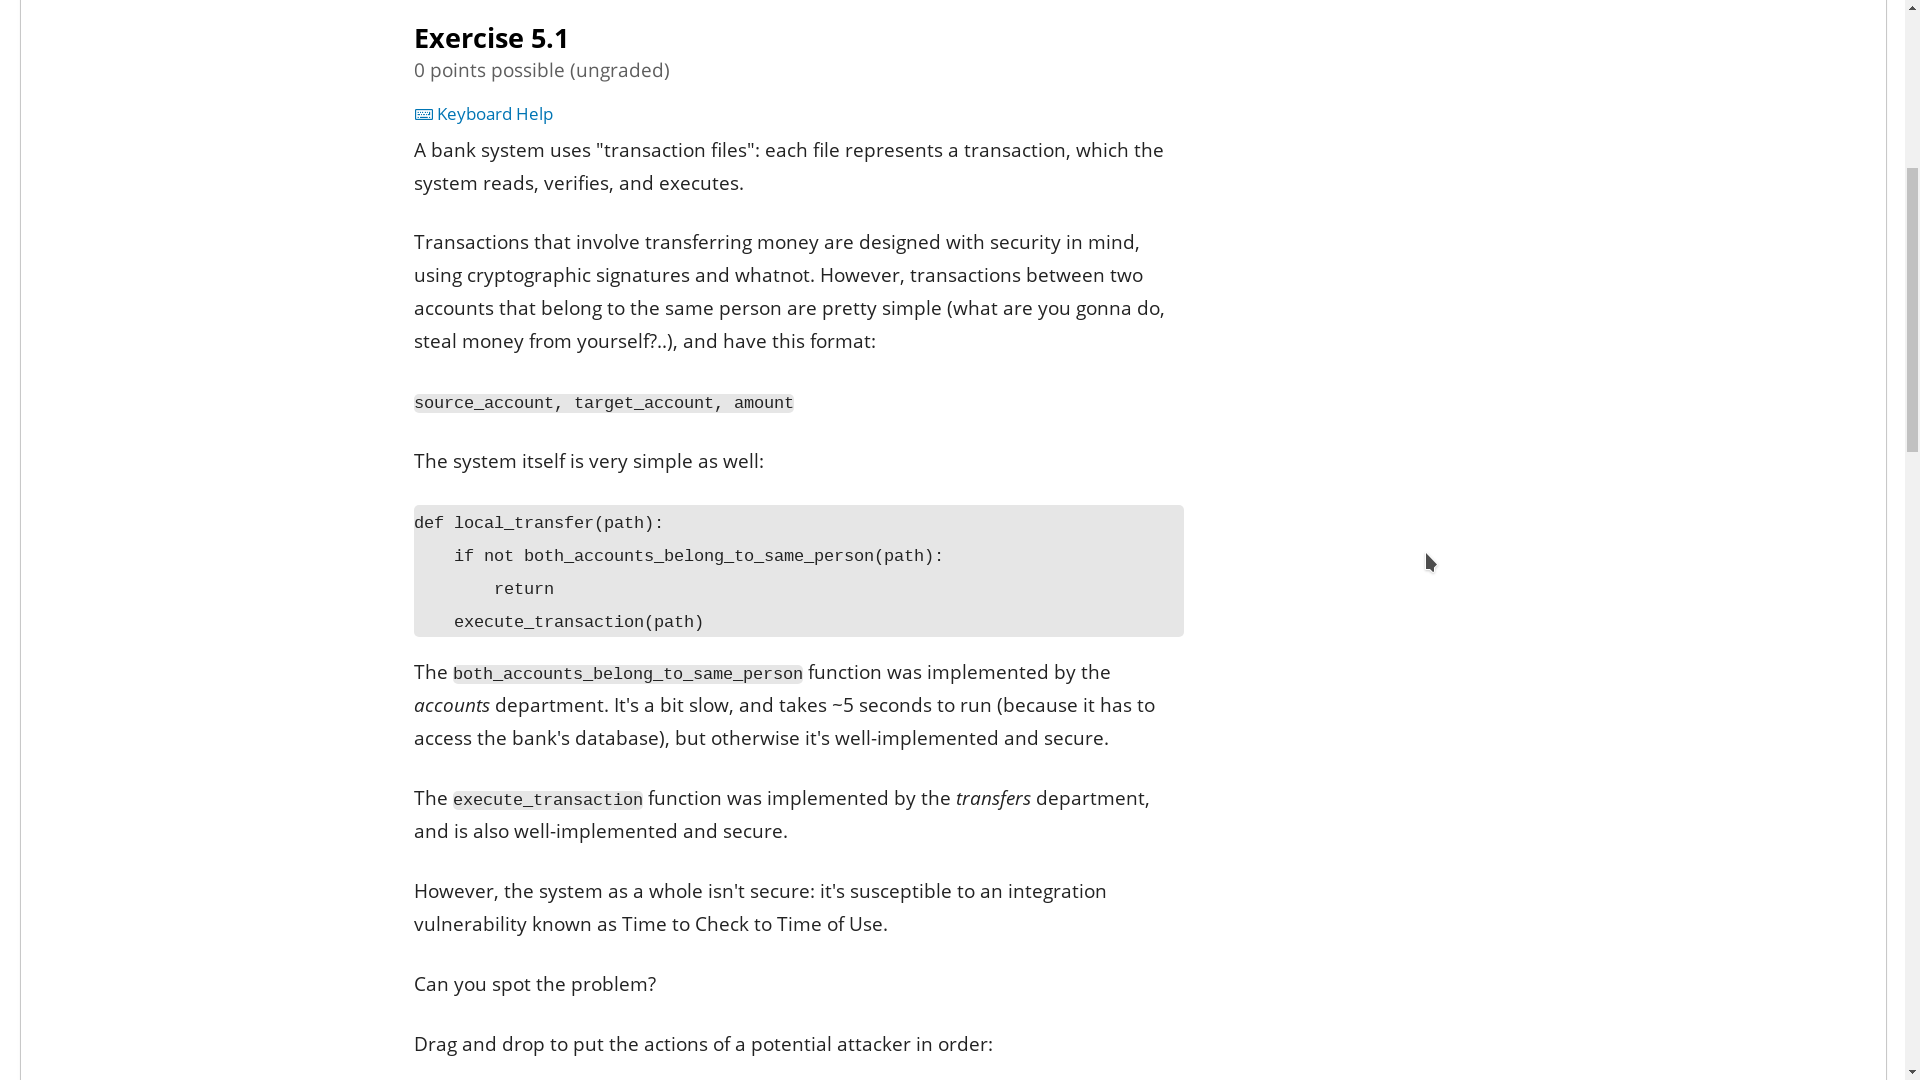 Exercise 5.1
0 points possible (ungraded)
Keyboard Help
A bank system uses "transaction files": each file represents a transaction, which the
system reads, verifies, and executes.
Transactions that involve transferring money are designed with security in mind,
using cryptographic signatures and whatnot. However, transactions between two
accounts that belong to the same person are pretty simple (what are you gonna do,
steal money from yourself?..), and have this format:
source_account, target_account, amount
The system itself is very simple as well:
def local_transfer(path):
    if not both_accounts_belong_to_same_person(path):
        return
    execute_transaction(path)
The both_accounts_belong_to_same_person function was implemented by the
accounts department. It's a bit slow, and takes ~5 seconds to run (because it has to
access the bank's database), but otherwise it's well-implemented and secure.
The execute_transaction function was implemented by the transfers department,
and is also well-implemented and secure.
However, the system as a whole isn't secure: it's susceptible to an integration
vulnerability known as Time to Check to Time of Use.
Can you spot the problem?
Drag and drop to put the actions of a potential attacker in order: